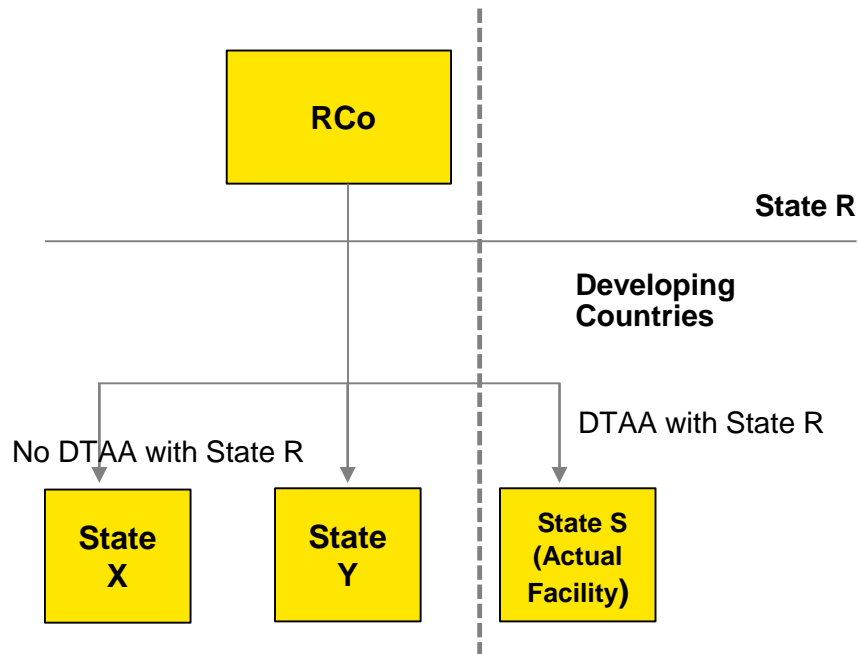 RCo
State R
Developing
Countries
No DTAA with State R
DTAA with State R
State
X
State
Y
State S
(Actual
Facility)